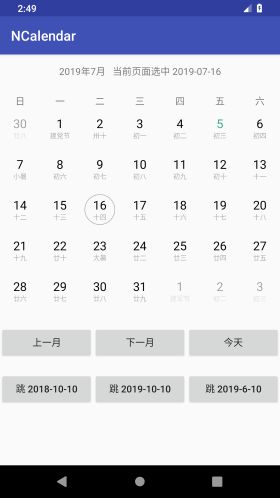 2:49
NCalendar
2019年7月 当前页面选中 2019-07-16
日 一 二 三 四 五 六
30 1 2 3 4 5 6
廿八 建党节 卅十 初一 初二 初三 初四
7 8 9 10 11 12 13
小暑 初六 初七 初八 初九 初十 十一
14 15 16 17 18 19 20
十二 十三 十四 十五 十六 十七 十八
21 22 23 24 25 26 27
十九 廿十 大暑 廿二 廿三 廿四 廿五
28 29 30 31 1 2 3
廿六 廿七 廿八 廿九 建军节 初二 初三
上一月 下一月 今天
跳 2018-10-10 跳 2019-10-10 跳 2019-6-10